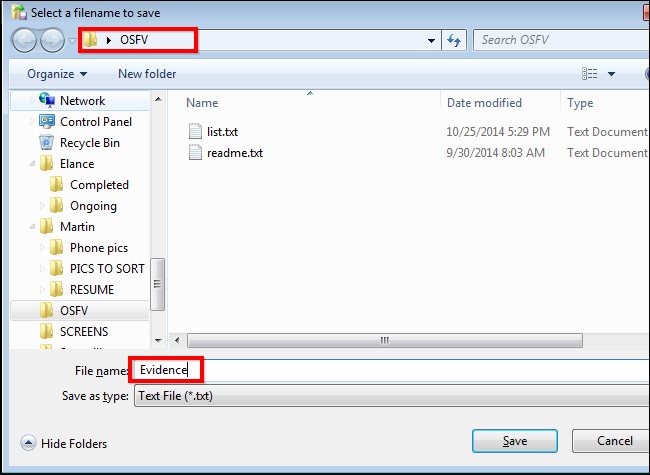 Select a filename to save
OSFV
Search OSFV
Organize
New folder
Name
Date modified
Type
Network
Control Panel
Recycle Bin
Elance
Completed
Ongoing
Martin
Phone pics
PICS TO SORT
RESUME
OSFV
SCREENS
list.txt
10/25/2014 5:29 PM
Text Document
readme.txt
9/30/2014 8:03 AM
Text Document
File name: Evidence
Save as type: Text File (*.txt)
Hide Folders
Save
Cancel